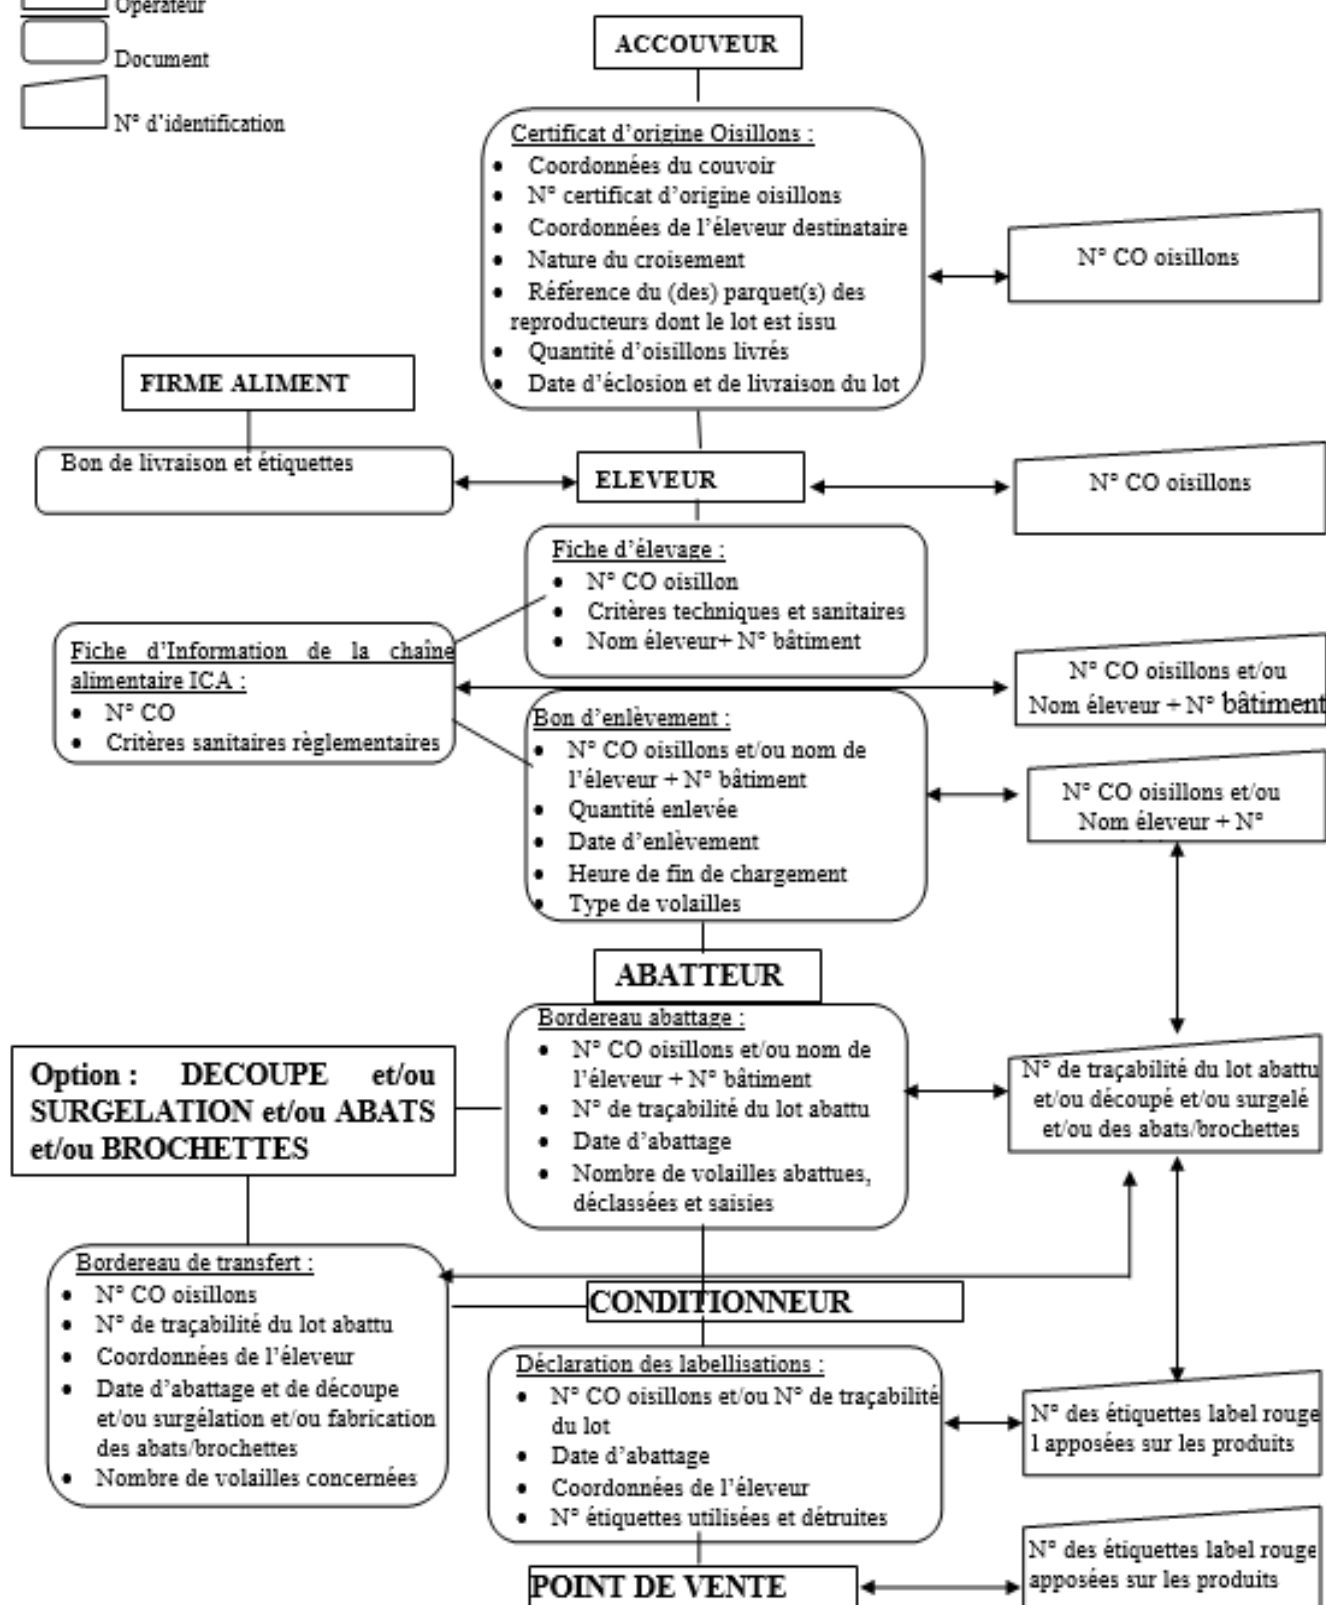 Opérateur
Document
N° d'identification
ACCOUVEUR
Certificat d'origine Oisillons :
• Coordonnées du couvoir
• N° certificat d'origine oisillons
• Coordonnées de l'éleveur destinataire
• Nature du croisement
• Référence du (des) parquet(s) des
reproducteurs dont le lot est issu
• Quantité d'oisillons livrés
• Date d'éclosion et de livraison du lot
N° CO oisillons
FIRME ALIMENT
Bon de livraison et étiquettes
ELEVEUR
N° CO oisillons
Fiche d'élevage :
• N° CO oisillon
• Critères techniques et sanitaires
• Nom éleveur+ N° bâtiment
Fiche d'Information de la chaîne
alimentaire ICA :
• N° CO
• Critères sanitaires règlementaires
N° CO oisillons et/ou
Nom éleveur + N° bâtiment
Bon d'enlèvement :
• N° CO oisillons et/ou nom de
l'éleveur + N° bâtiment
• Quantité enlevée
• Date d'enlèvement
• Heure de fin de chargement
• Type de volailles
N° CO oisillons et/ou
Nom éleveur + N°
ABATTEUR
Bordereau abattage :
• N° CO oisillons et/ou nom de
l'éleveur + N° bâtiment
• N° de traçabilité du lot abattu
• Date d'abattage
• Nombre de volailles abattues,
déclassées et saisies
Option : DECOUPE et/ou
SURGELATION et/ou ABATS
et/ou BROCHETTES
N° de traçabilité du lot abattu
et/ou découpé et/ou surgelé
et/ou des abats/brochettes
Bordereau de transfert :
• N° CO oisillons
• N° de traçabilité du lot abattu
• Coordonnées de l'éleveur
• Date d'abattage et de découpe
et/ou surgélation et/ou fabrication
des abats/brochettes
• Nombre de volailles concernées
CONDITIONNEUR
Déclaration des labellisations :
• N° CO oisillons et/ou N° de traçabilité
du lot
• Date d'abattage
• Coordonnées de l'éleveur
• N° étiquettes utilisées et détruites
N° des étiquettes label rouge
l apposées sur les produits
POINT DE VENTE
N° des étiquettes label rouge
apposées sur les produits